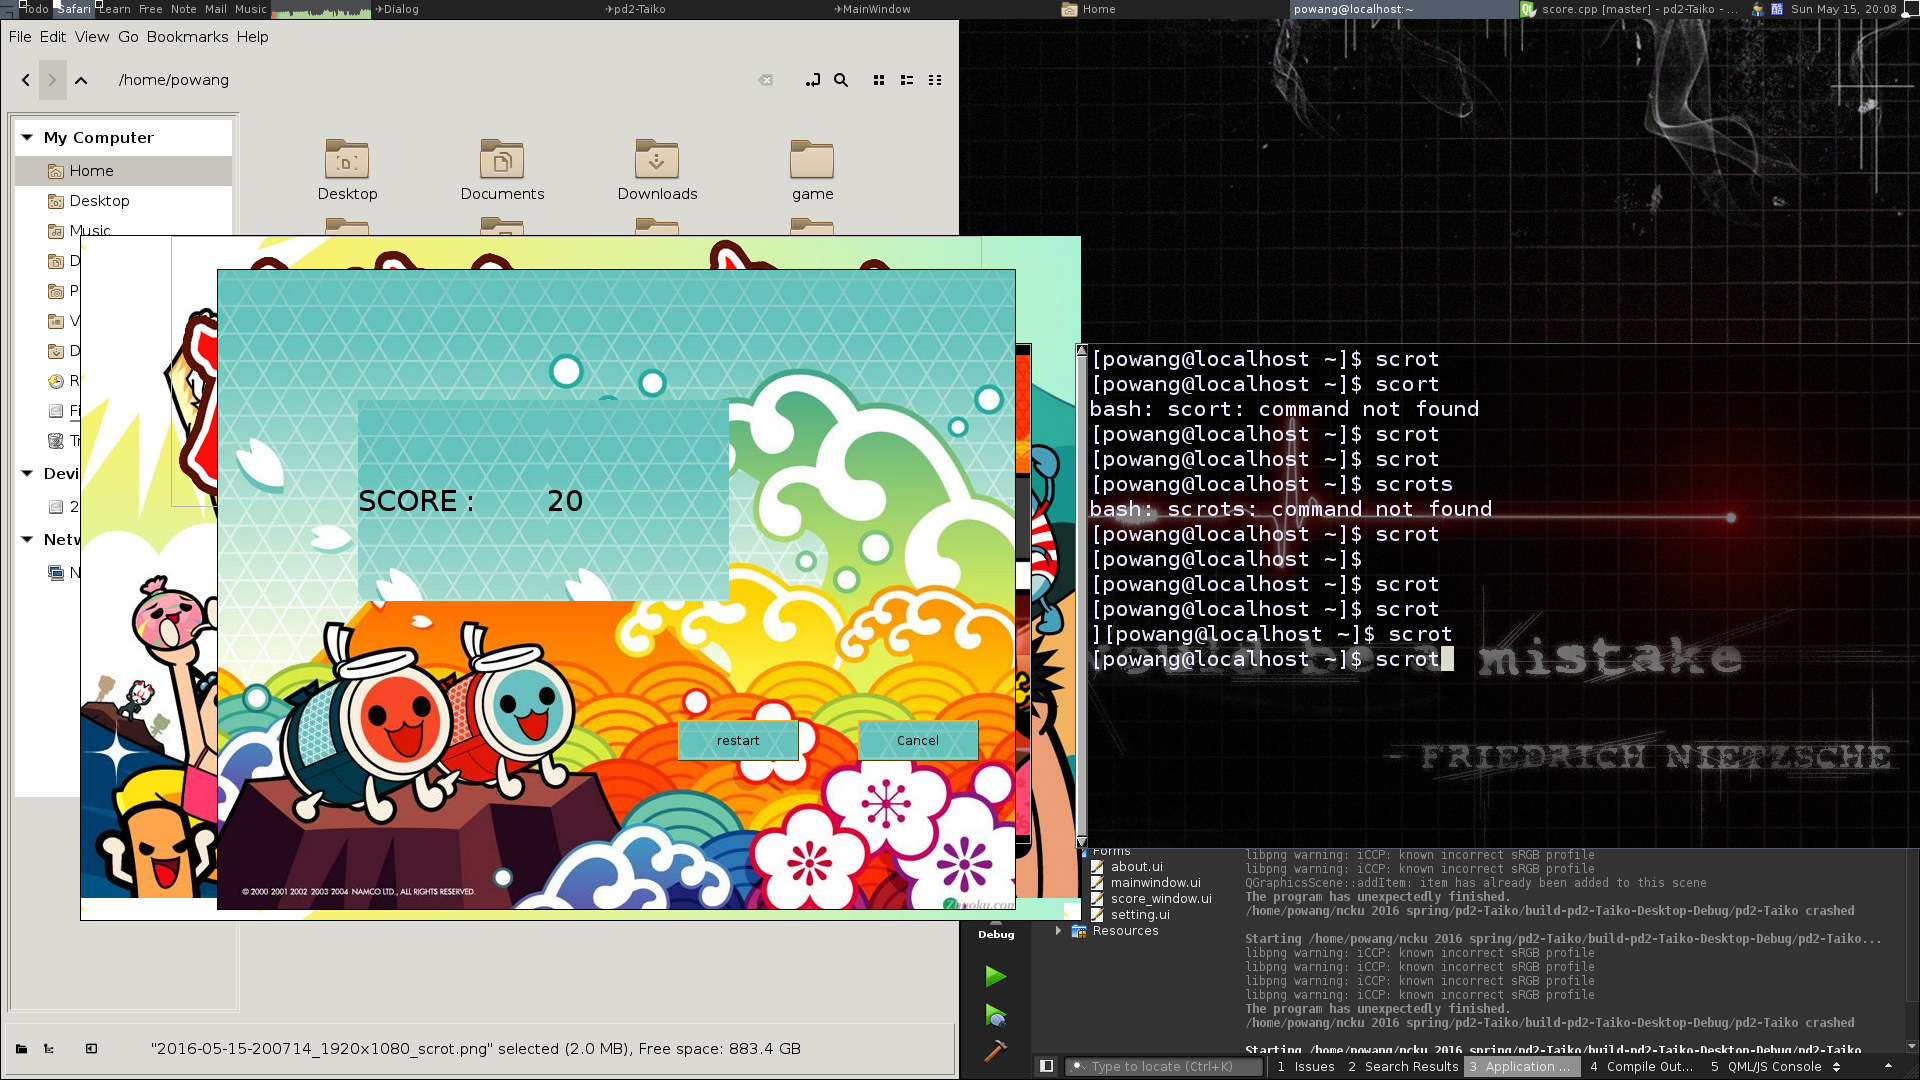 Todo Safari Learn Free Note Mail Music ✈Dialog ✈pd2-Taiko ✈MainWindow Home powang@localhost:~ score.cpp [master] - pd2-Taiko - ... 酷 Sun May 15, 20:08
File Edit View Go Bookmarks Help
/home/powang
My Computer
Home
Desktop
Music
D
P
V
D
R
Fi
Tr
Devi
2
Netw
N
Desktop Documents Downloads game
SCORE : 20
restart Cancel
© 2000 2001 2002 2003 2004 NAMCO LTD., ALL RIGHTS RESERVED.
[powang@localhost ~]$ scrot
[powang@localhost ~]$ scort
bash: scort: command not found
[powang@localhost ~]$ scrot
[powang@localhost ~]$ scrot
[powang@localhost ~]$ scrots
bash: scrots: command not found
[powang@localhost ~]$ scrot
[powang@localhost ~]$
[powang@localhost ~]$ scrot
[powang@localhost ~]$ scrot
][powang@localhost ~]$ scrot
[powang@localhost ~]$ scrot
mistake
- FRIEDRICH NIETZSCHE
Forms
about.ui
mainwindow.ui
score_window.ui
setting.ui
Resources
Debug
libpng warning: iCCP: known incorrect sRGB profile
libpng warning: iCCP: known incorrect sRGB profile
QGraphicsScene::addItem: item has already been added to this scene
The program has unexpectedly finished.
/home/powang/ncku 2016 spring/pd2-Taiko/build-pd2-Taiko-Desktop-Debug/pd2-Taiko crashed
Starting /home/powang/ncku 2016 spring/pd2-Taiko/build-pd2-Taiko-Desktop-Debug/pd2-Taiko...
libpng warning: iCCP: known incorrect sRGB profile
libpng warning: iCCP: known incorrect sRGB profile
libpng warning: iCCP: known incorrect sRGB profile
libpng warning: iCCP: known incorrect sRGB profile
The program has unexpectedly finished.
/home/powang/ncku 2016 spring/pd2-Taiko/build-pd2-Taiko-Desktop-Debug/pd2-Taiko crashed
Starting /home/powang/ncku 2016 spring/pd2-Taiko/build-pd2-Taiko-Desktop-Debug/pd2-Taiko
"2016-05-15-200714_1920x1080_scrot.png" selected (2.0 MB), Free space: 883.4 GB
Type to locate (Ctrl+K) 1 Issues 2 Search Results 3 Application ... 4 Compile Out... 5 QML/JS Console